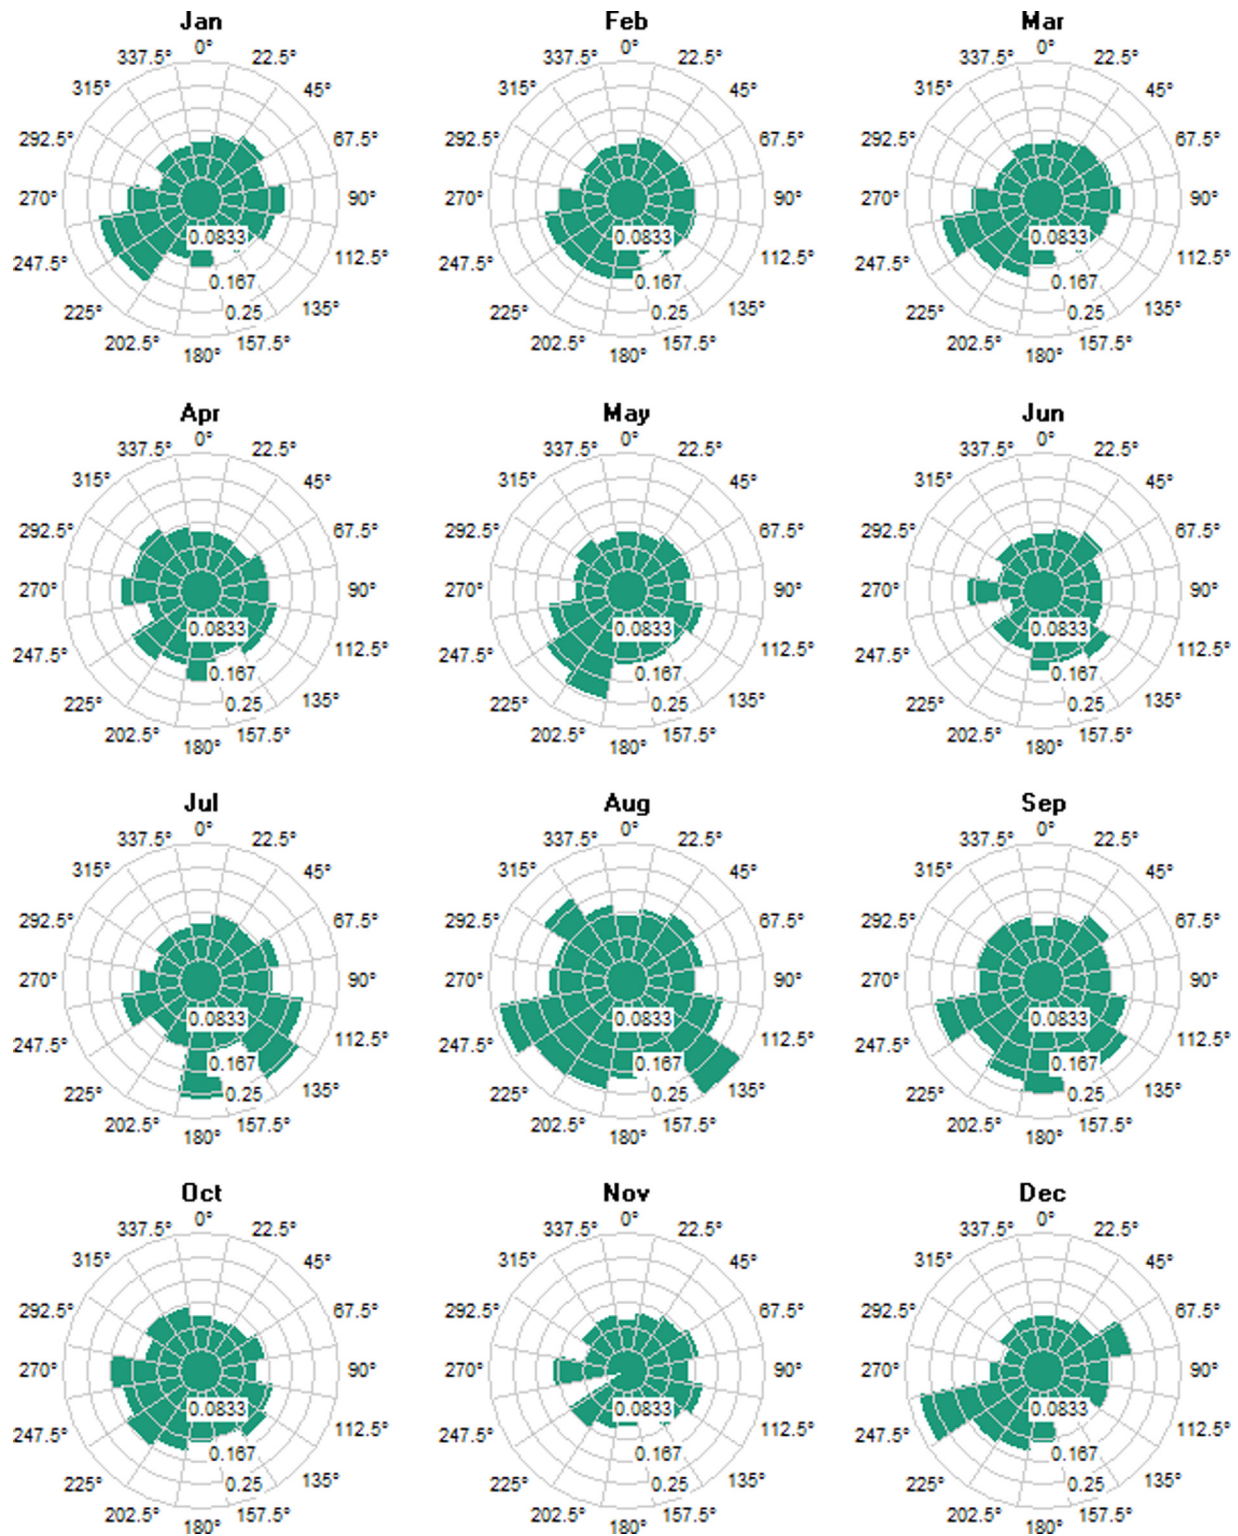 Jan Feb Mar
0° 0° 0°
337.5° 22.5° 337.5° 22.5° 337.5° 22.5°
315° 45° 315° 45° 315° 45°
292.5° 67.5° 292.5° 67.5° 292.5° 67.5°
270° 90° 270° 90° 270° 90°
0.0833 0.0833 0.0833
247.5° 112.5° 247.5° 112.5° 247.5° 112.5°
0.167 0.167 0.167
225° 0.25 135° 225° 0.25 135° 225° 0.25 135°
202.5° 157.5° 202.5° 157.5° 202.5° 157.5°
180° 180° 180°
Apr May Jun
0° 0° 0°
337.5° 22.5° 337.5° 22.5° 337.5° 22.5°
315° 45° 315° 45° 315° 45°
292.5° 67.5° 292.5° 67.5° 292.5° 67.5°
270° 90° 270° 90° 270° 90°
0.0833 0.0833 0.0833
247.5° 112.5° 247.5° 112.5° 247.5° 112.5°
0.167 0.167 0.167
225° 0.25 135° 225° 0.25 135° 225° 0.25 135°
202.5° 157.5° 202.5° 157.5° 202.5° 157.5°
180° 180° 180°
Jul Aug Sep
0° 0° 0°
337.5° 22.5° 337.5° 22.5° 337.5° 22.5°
315° 45° 315° 45° 315° 45°
292.5° 67.5° 292.5° 67.5° 292.5° 67.5°
270° 90° 270° 90° 270° 90°
0.0833 0.0833 0.0833
247.5° 112.5° 247.5° 112.5° 247.5° 112.5°
0.167 0.167 0.167
225° 0.25 135° 225° 0.25 135° 225° 0.25 135°
202.5° 157.5° 202.5° 157.5° 202.5° 157.5°
180° 180° 180°
Oct Nov Dec
0° 0° 0°
337.5° 22.5° 337.5° 22.5° 337.5° 22.5°
315° 45° 315° 45° 315° 45°
292.5° 67.5° 292.5° 67.5° 292.5° 67.5°
270° 90° 270° 90° 270° 90°
0.0833 0.0833 0.0833
247.5° 112.5° 247.5° 112.5° 247.5° 112.5°
0.167 0.167 0.167
225° 0.25 135° 225° 0.25 135° 225° 0.25 135°
202.5° 157.5° 202.5° 157.5° 202.5° 157.5°
180° 180° 180°